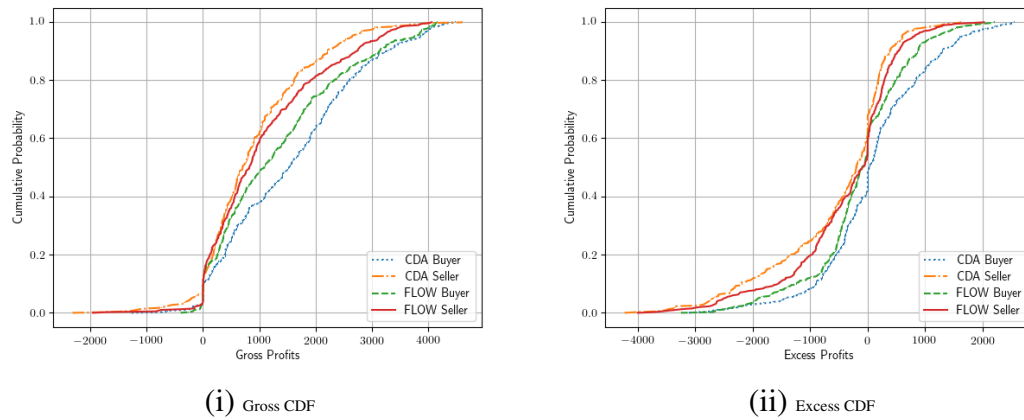 1.0
0.8
0.6
0.4
0.2
0.0
Cumulative Probability
−2000 −1000 0 1000 2000 3000 4000
Gross Profits
CDA Buyer
CDA Seller
FLOW Buyer
FLOW Seller
(i) Gross CDF
1.0
0.8
0.6
0.4
0.2
0.0
Cumulative Probability
−4000 −3000 −2000 −1000 0 1000 2000
Excess Profits
CDA Buyer
CDA Seller
FLOW Buyer
FLOW Seller
(ii) Excess CDF